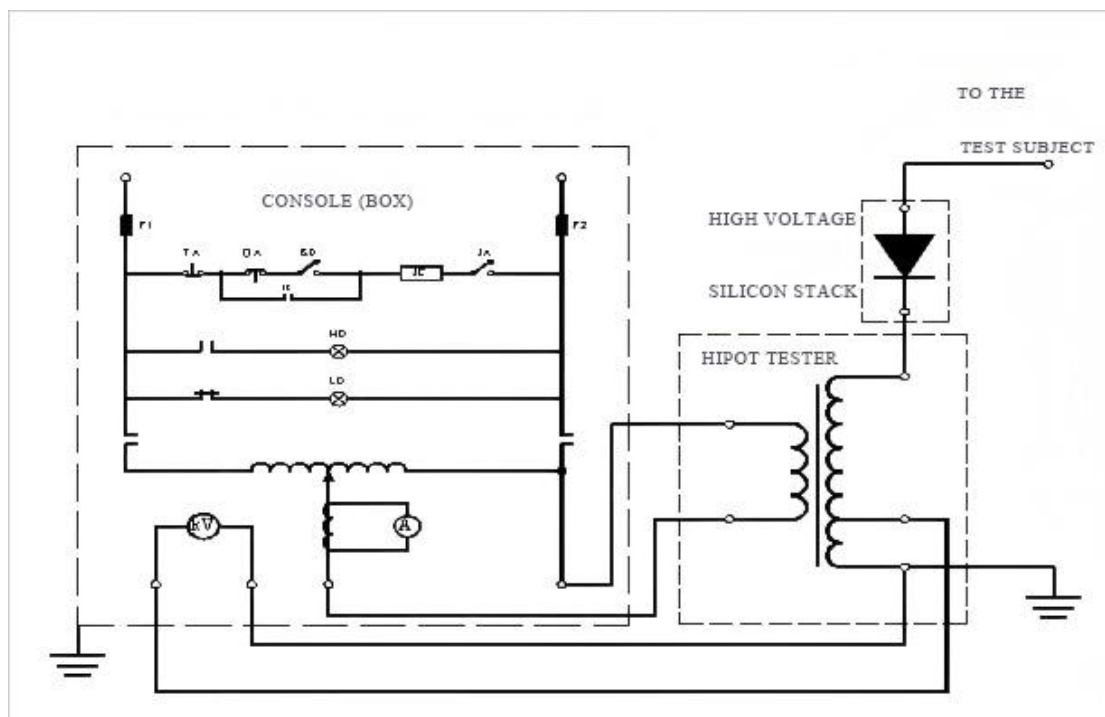 TO THE
TEST SUBJECT
CONSOLE (BOX)
HIGH VOLTAGE
SILICON STACK
F1
F2
TA
QA
JA
JC
HD
LD
HIPOT TESTER
kV
A